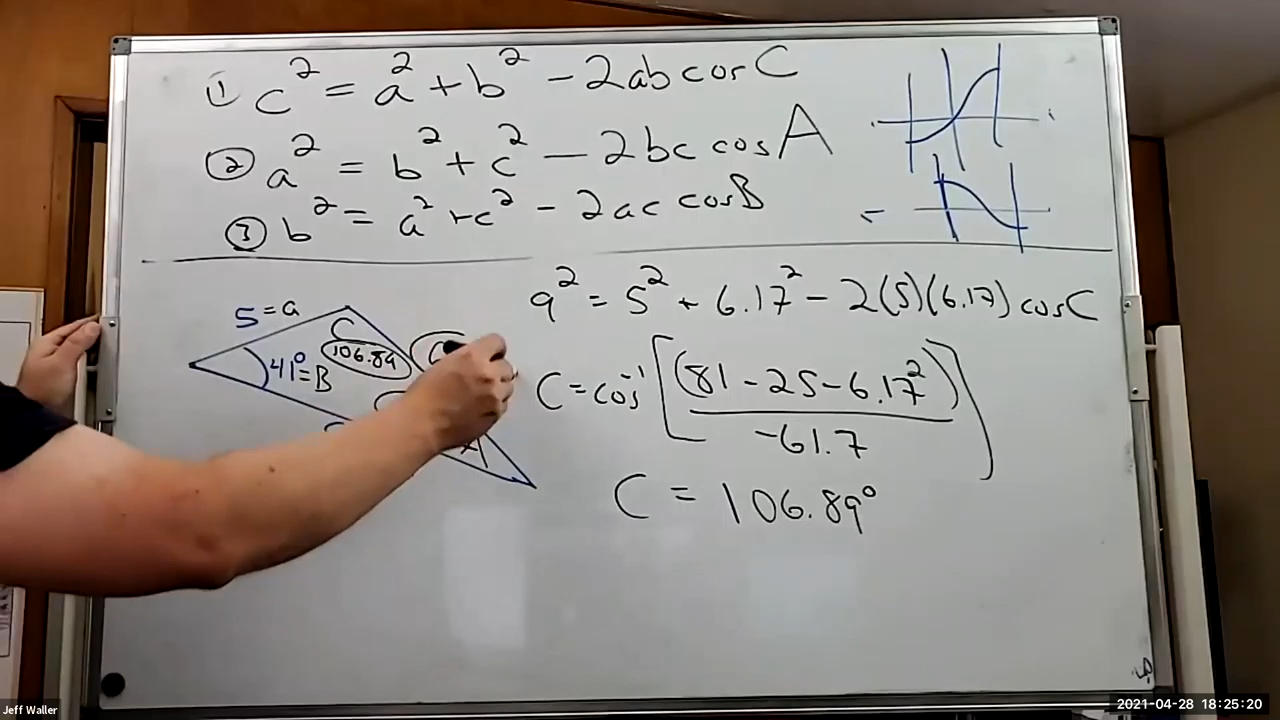 ① c² = a² + b² - 2ab cos C
② a² = b² + c² - 2bc cos A
③ b² = a² + c² - 2ac cos B
5 = a
C
106.89
41° = B
A
9² = 5² + 6.17² - 2(5)(6.17) cos C
C = cos⁻¹ [(81 - 25 - 6.17²) / -61.7]
C = 106.89°
Jeff Waller
2021-04-28 18:25:20